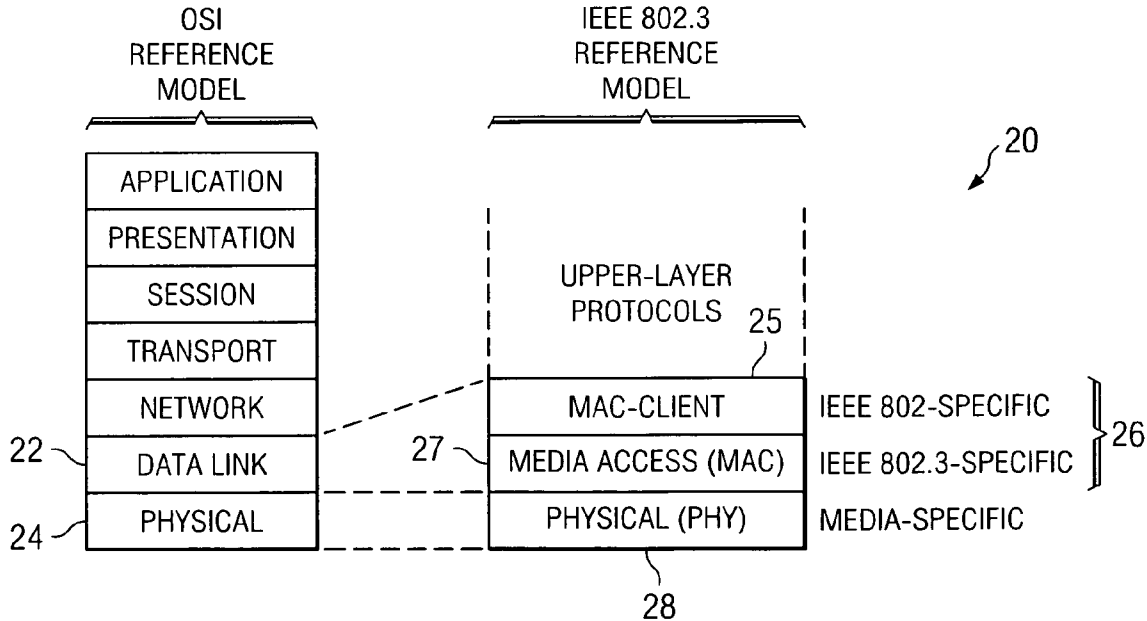 OSI
REFERENCE
MODEL
IEEE 802.3
REFERENCE
MODEL
20
APPLICATION
PRESENTATION
SESSION
TRANSPORT
NETWORK
22
DATA LINK
24
PHYSICAL
UPPER-LAYER
PROTOCOLS
25
MAC-CLIENT
IEEE 802-SPECIFIC
26
27
MEDIA ACCESS (MAC)
IEEE 802.3-SPECIFIC
PHYSICAL (PHY)
MEDIA-SPECIFIC
28